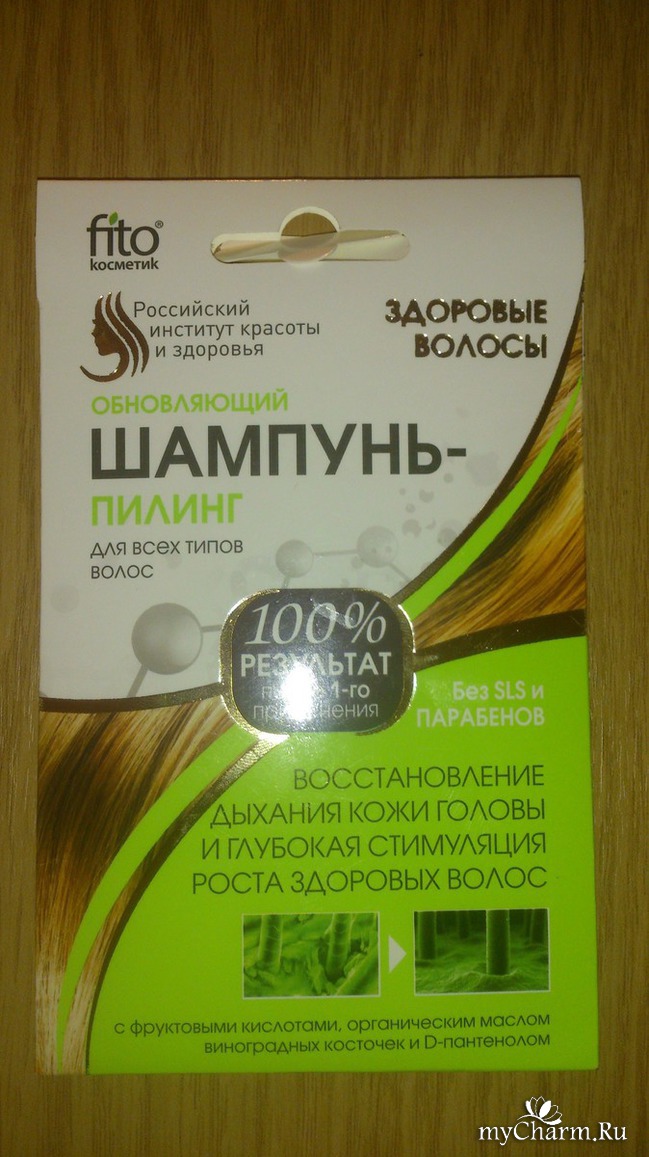 fito®
косметик
Российский
институт красоты
и здоровья
ЗДОРОВЫЕ
ВОЛОСЫ
ОБНОВЛЯЮЩИЙ
ШАМПУНЬ-
ПИЛИНГ
для всех типов
волос
100%
РЕЗУЛЬТАТ
1-го
применения
Без SLS и
ПАРАБЕНОВ
ВОССТАНОВЛЕНИЕ
ДЫХАНИЯ КОЖИ ГОЛОВЫ
И ГЛУБОКАЯ СТИМУЛЯЦИЯ
РОСТА ЗДОРОВЫХ ВОЛОС
с фруктовыми кислотами, органическим маслом
виноградных косточек и D-пантенолом
myCharm.Ru